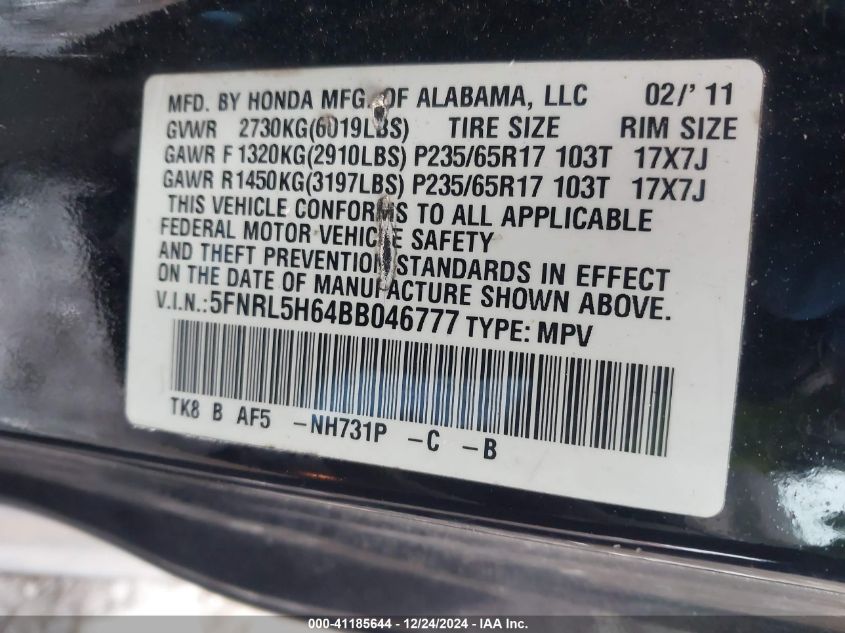 MFD. BY HONDA MFG. OF ALABAMA, LLC 02/' 11
GVWR 2730KG(6019LBS) TIRE SIZE RIM SIZE
GAWR F 1320KG(2910LBS) P235/65R17 103T 17X7J
GAWR R1450KG(3197LBS) P235/65R17 103T 17X7J
THIS VEHICLE CONFORMS TO ALL APPLICABLE
FEDERAL MOTOR VEHICLE SAFETY
AND THEFT PREVENTION STANDARDS IN EFFECT
ON THE DATE OF MANUFACTURE SHOWN ABOVE.
V.I.N.:5FNRL5H64BB046777 TYPE: MPV
TK8 B AF5 -NH731P -C -B
000-41185644 - 12/24/2024 - IAA Inc.